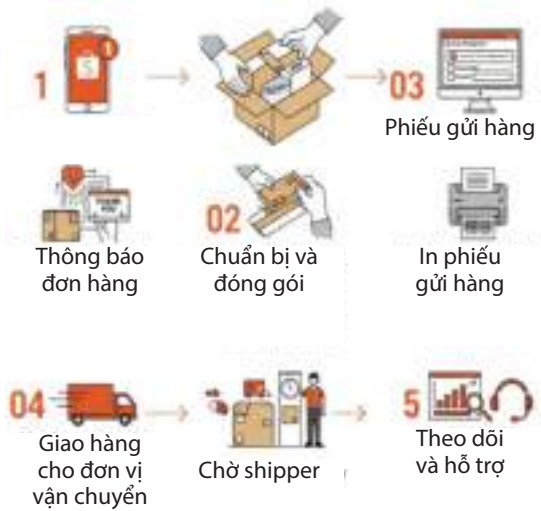 1
03
Phiếu gửi hàng
02
Thông báo
đơn hàng
Chuẩn bị và
đóng gói
In phiếu
gửi hàng
04
Giao hàng
cho đơn vị
vận chuyển
Chờ shipper
5
Theo dõi
và hỗ trợ